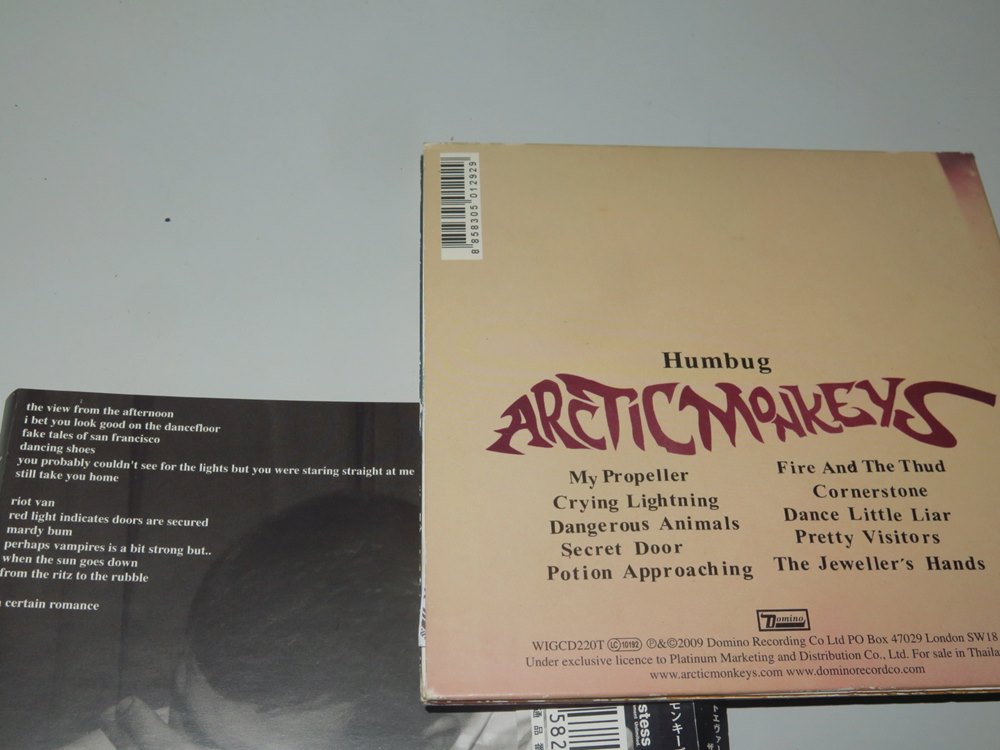 8 858305 012929
Humbug
ARCTIC MONKEYS
My Propeller
Crying Lightning
Dangerous Animals
Secret Door
Potion Approaching
Fire And The Thud
Cornerstone
Dance Little Liar
Pretty Visitors
The Jeweller's Hands
Domino
WIGCD220T LC 10192 ℗&©2009 Domino Recording Co Ltd PO Box 47029 London SW18
Under exclusive licence to Platinum Marketing and Distribution Co., Ltd. For sale in Thaila
www.arcticmonkeys.com www.dominorecordco.com
the view from the afternoon
i bet you look good on the dancefloor
fake tales of san francisco
dancing shoes
you probably couldn't see for the lights but you were staring straight at me
still take you home
riot van
red light indicates doors are secured
mardy bum
perhaps vampires is a bit strong but..
when the sun goes down
from the ritz to the rubble
certain romance
582
stess